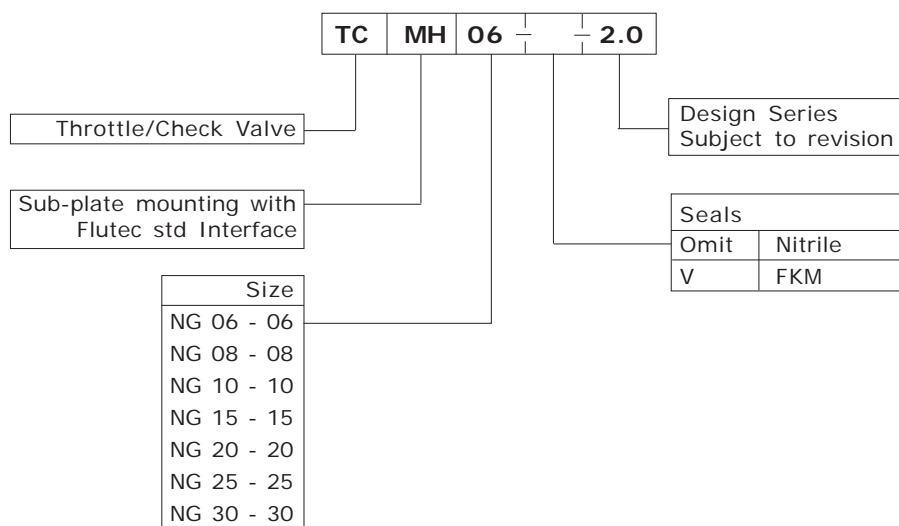 TC MH 06 - - 2.0
Throttle/Check Valve
Design Series
Subject to revision
Sub-plate mounting with
Flutec std Interface
Seals
Omit Nitrile
V FKM
Size
NG 06 - 06
NG 08 - 08
NG 10 - 10
NG 15 - 15
NG 20 - 20
NG 25 - 25
NG 30 - 30